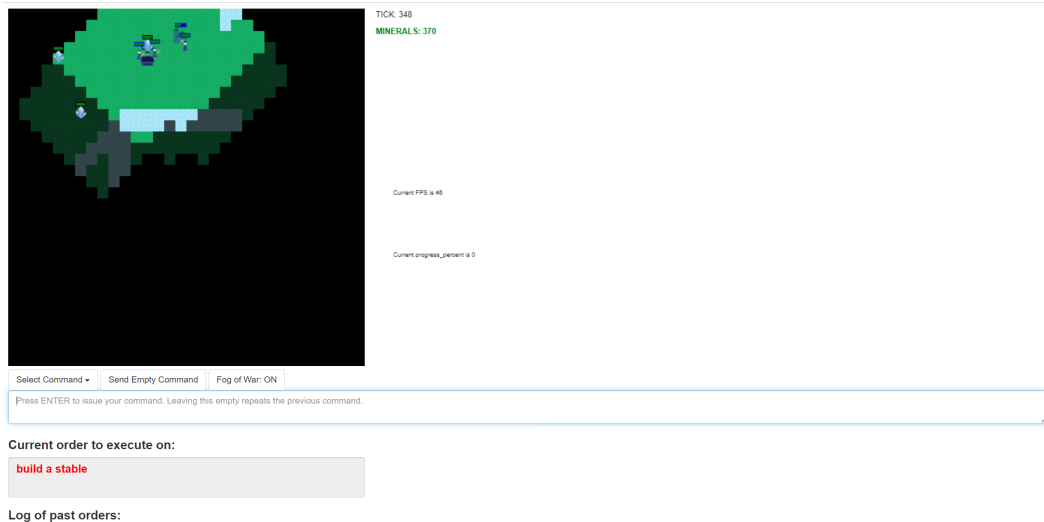 TICK: 348
MINERALS: 370
Current FPS is 46
Current progress_percent is 0
Select Command
Send Empty Command
Fog of War: ON
Press ENTER to issue your command. Leaving this empty repeats the previous command.
Current order to execute on:
build a stable
Log of past orders: